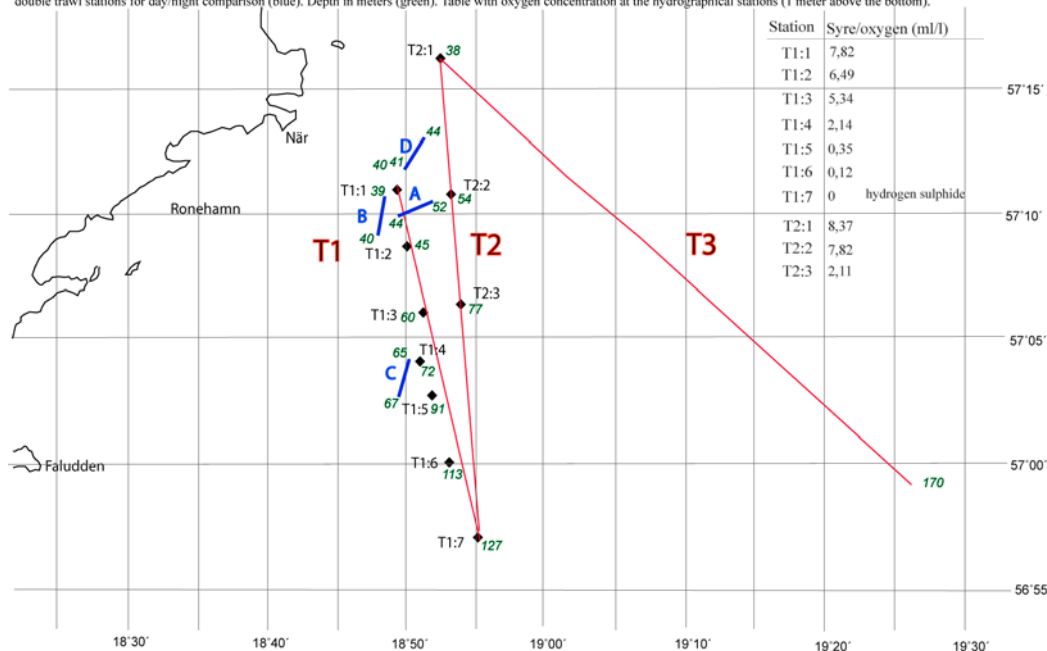 double trawl stations for day/night comparison (blue). Depth in meters (green). Table with oxygen concentration at the hydrographical stations (1 meter above the bottom).
Station Syre/oxygen (ml/l)
T1:1 7,82
T1:2 6,49
T1:3 5,34
T1:4 2,14
T1:5 0,35
T1:6 0,12
T1:7 0 hydrogen sulphide
T2:1 8,37
T2:2 7,82
T2:3 2,11
T2:1 38
57°15'
När
D 44
40 41
T1:1 39
A
T2:2
54
52
Ronehamn
B
44
57°10'
40
T1:2 45
T1
T2
T3
T2:3
77
T1:3 60
57°05'
65 T1:4
72
C
67 T1:5 91
Faludden
T1:6
113
57°00'
170
T1:7 127
56°55'
18°30'
18°40'
18°50'
19°00'
19°10'
19°20'
19°30'